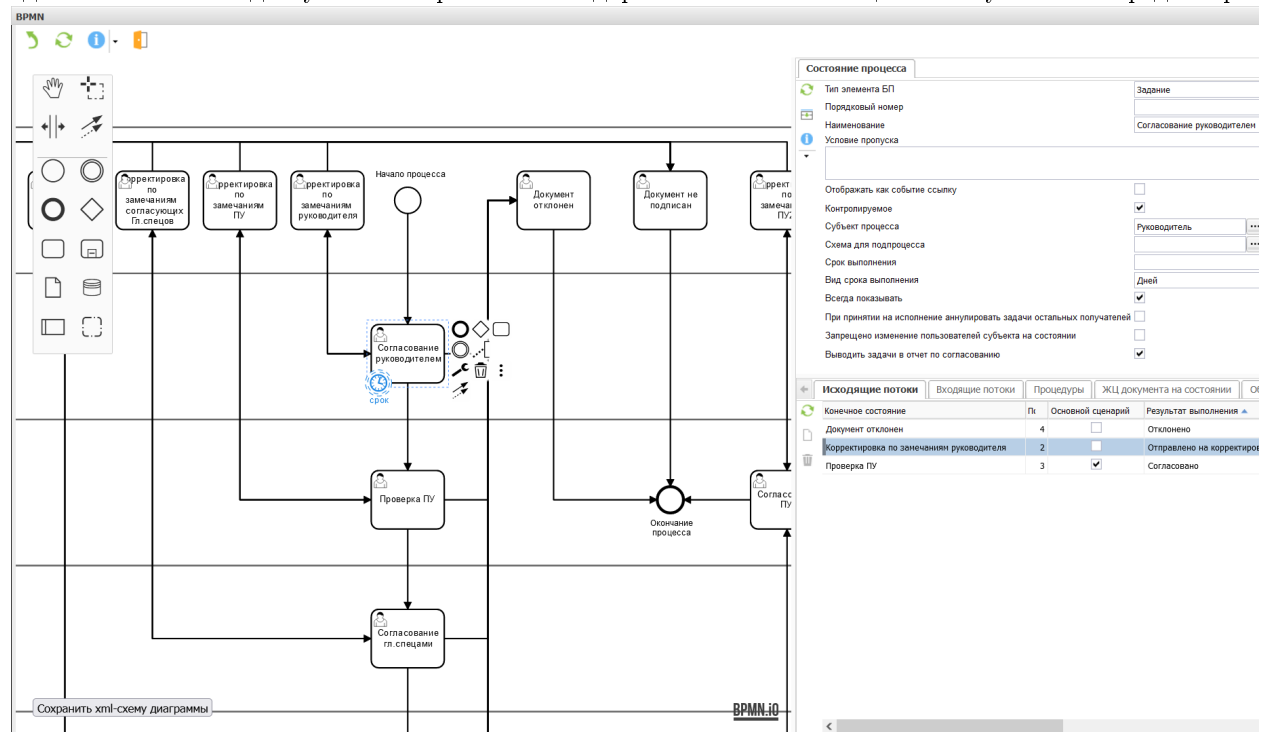 BPMN
Состояние процесса
Тип элемента БП
Задание
Порядковый номер
Наименование
Согласование руководителем
Условие пропуска
Отображать как событие ссылку
Контролируемое
Субъект процесса
Руководитель
Схема для подпроцесса
Срок выполнения
Вид срока выполнения
Дней
Всегда показывать
При принятии на исполнение аннулировать задачи остальных получателей
Запрещено изменение пользователей субъекта на состоянии
Выводить задачи в отчет по согласованию
Исходящие потоки
Входящие потоки
Процедуры
ЖЦ документа на состоянии
Конечное состояние
Основной сценарий
Результат выполнения
Документ отклонен
4
Отклонено
Корректировка по замечаниям руководителя
2
Отправлено на корректиров
Проверка ПУ
3
Согласовано
рректировка
по
замечаниям
согласующих
Гл.спецов
рректировка
по
замечаниям
ПУ
рректировка
по
замечаниям
руководителя
Начало процесса
Документ
отклонен
Документ не
подписан
Согласование
руководителем
срок
Проверка ПУ
Окончание
процесса
Согласование
гл.спецами
Сохранить xml-схему диаграммы
BPMN.iO